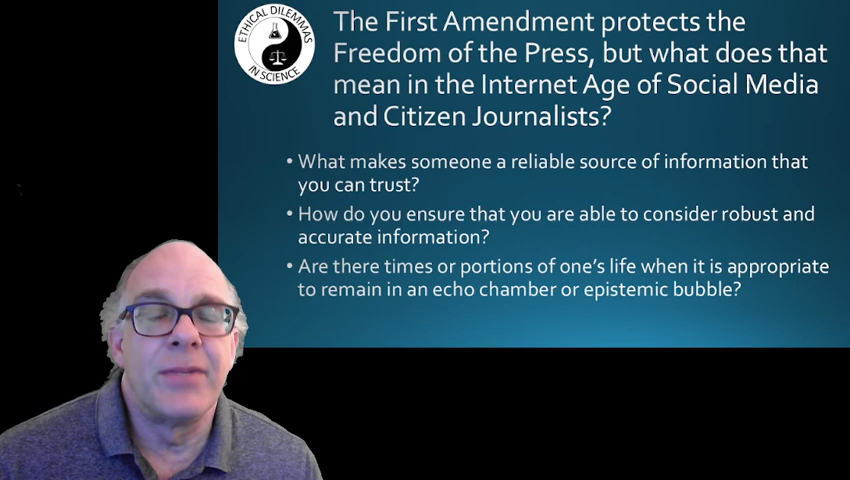 ETHICAL DILEMMAS
IN SCIENCE
The First Amendment protects the
Freedom of the Press, but what does that
mean in the Internet Age of Social Media
and Citizen Journalists?
• What makes someone a reliable source of information that
you can trust?
• How do you ensure that you are able to consider robust and
accurate information?
• Are there times or portions of one's life when it is appropriate
to remain in an echo chamber or epistemic bubble?